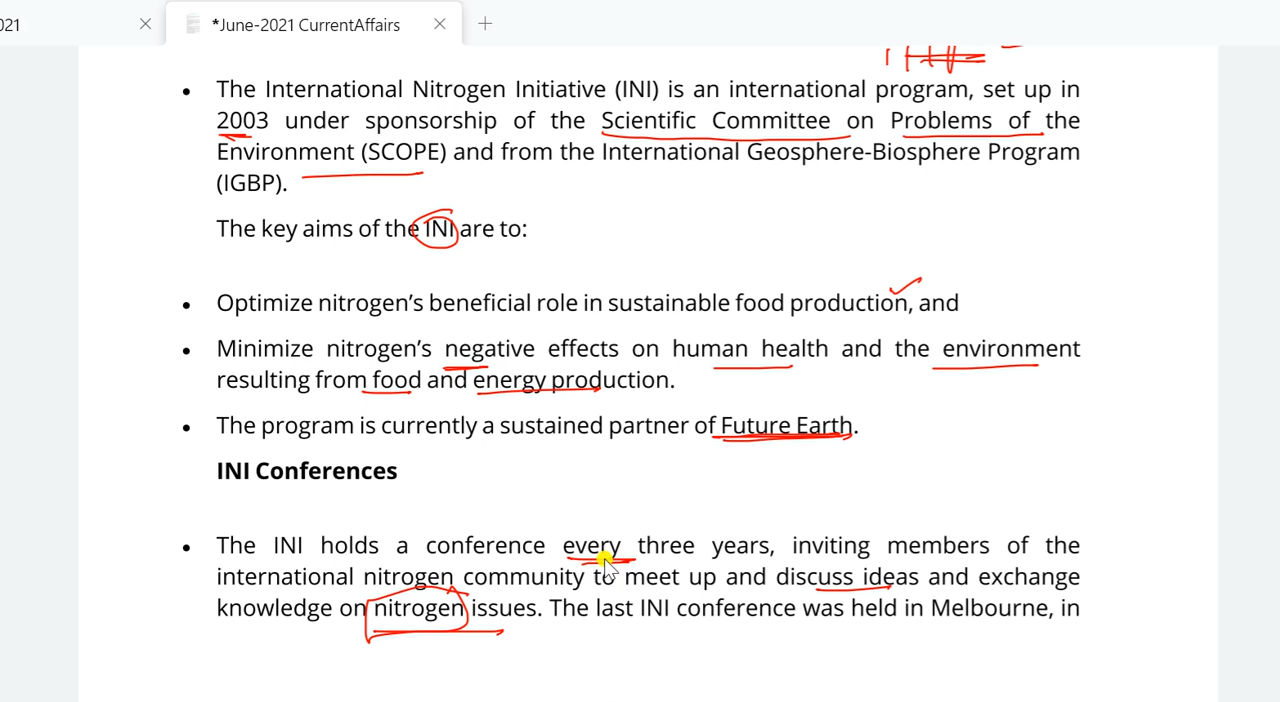 021
*June-2021 CurrentAffairs
The International Nitrogen Initiative (INI) is an international program, set up in
2003 under sponsorship of the Scientific Committee on Problems of the
Environment (SCOPE) and from the International Geosphere-Biosphere Program
(IGBP).
The key aims of the INI are to:
Optimize nitrogen’s beneficial role in sustainable food production, and
Minimize nitrogen’s negative effects on human health and the environment
resulting from food and energy production.
The program is currently a sustained partner of Future Earth.
INI Conferences
The INI holds a conference every three years, inviting members of the
international nitrogen community to meet up and discuss ideas and exchange
knowledge on nitrogen issues. The last INI conference was held in Melbourne, in